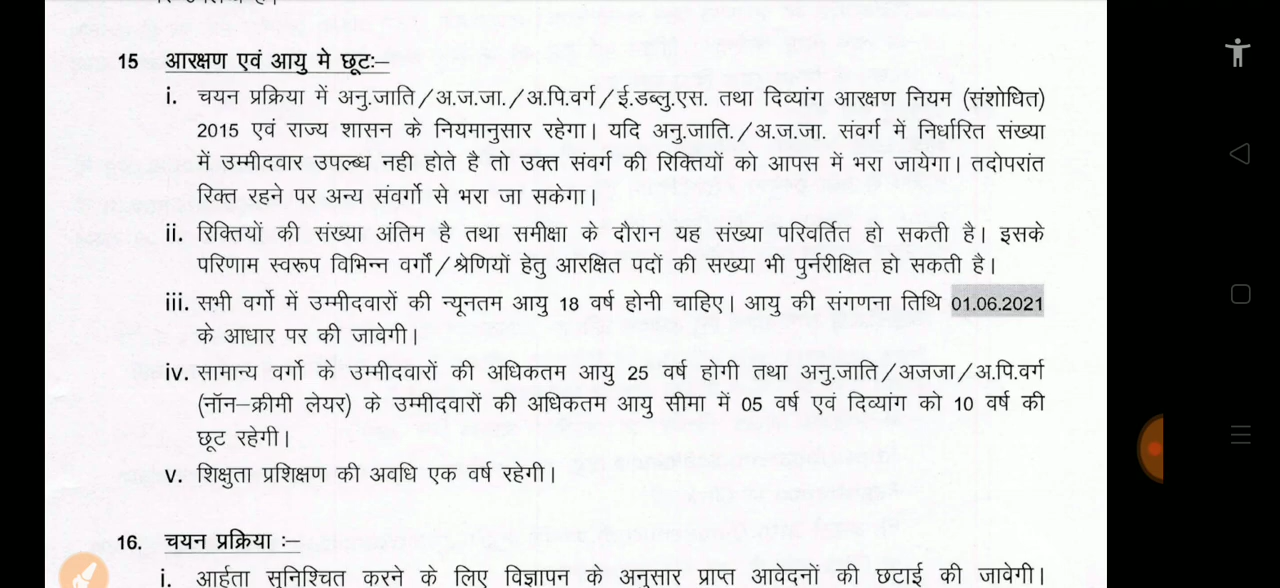 15 आरक्षण एवं आयु मे छूटः–
i. चयन प्रक्रिया में अनु.जाति/अ.ज.जा./अ.पि.वर्ग/ई.डब्लु.एस. तथा दिव्यांग आरक्षण नियम (संशोधित)
2015 एवं राज्य शासन के नियमानुसार रहेगा। यदि अनु.जाति./अ.ज.जा. संवर्ग में निर्धारित संख्या
में उम्मीदवार उपल्ब्ध नही होते है तो उक्त संवर्ग की रिक्तियों को आपस में भरा जायेगा। तदोपरांत
रिक्त रहने पर अन्य संवर्गो से भरा जा सकेगा।
ii. रिक्तियों की संख्या अंतिम है तथा समीक्षा के दौरान यह संख्या परिवर्तित हो सकती है। इसके
परिणाम स्वरूप विभिन्न वर्गों/श्रेणियों हेतु आरक्षित पदों की सख्या भी पुर्नरीक्षित हो सकती है।
iii. सभी वर्गो में उम्मीदवारों की न्यूनतम आयु 18 वर्ष होनी चाहिए। आयु की संगणना तिथि 01.06.2021
के आधार पर की जावेगी।
iv. सामान्य वर्गो के उम्मीदवारों की अधिकतम आयु 25 वर्ष होगी तथा अनु.जाति/अजजा/अ.पि.वर्ग
(नॉन–क्रीमी लेयर) के उम्मीदवारों की अधिकतम आयु सीमा में 05 वर्ष एवं दिव्यांग को 10 वर्ष की
छूट रहेगी।
v. शिक्षुता प्रशिक्षण की अवधि एक वर्ष रहेगी।
16. चयन प्रक्रिया :–
i. आर्हता सुनिश्चित करने के लिए विज्ञापन के अनुसार प्राप्त आवेदनों की छटाई की जावेगी।